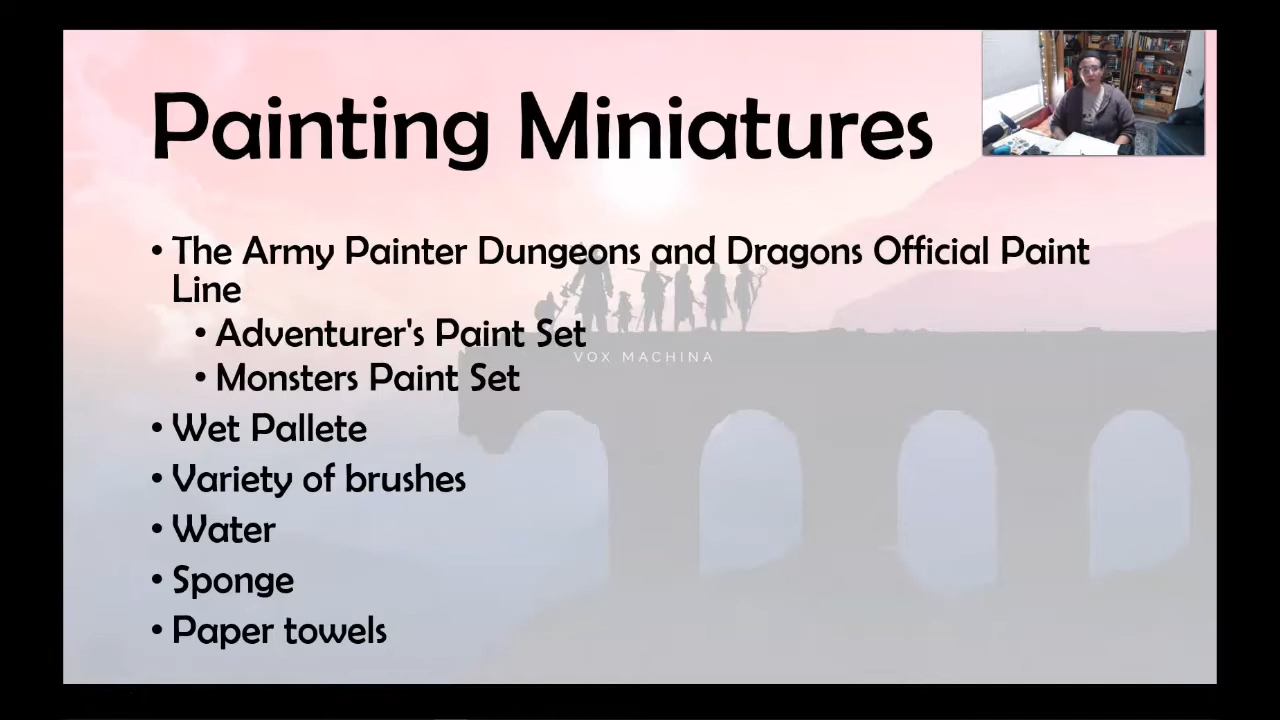 Painting Miniatures
• The Army Painter Dungeons and Dragons Official Paint
Line
• Adventurer's Paint Set
• Monsters Paint Set
VOX MACHINA
• Wet Pallete
• Variety of brushes
• Water
• Sponge
• Paper towels